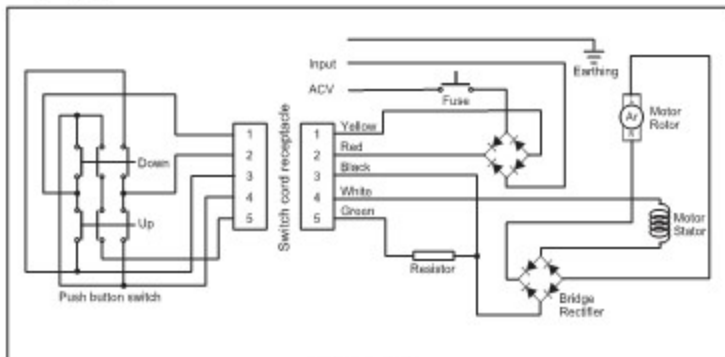 Input
ACV
Fuse
Earthing
Ar
Motor
Rotor
Switch cord receptacle
1
2
3
4
5
1
2
3
4
5
Yellow
Red
Black
White
Green
Down
Up
Push button switch
Resistor
Motor
Stator
Bridge
Rectifier